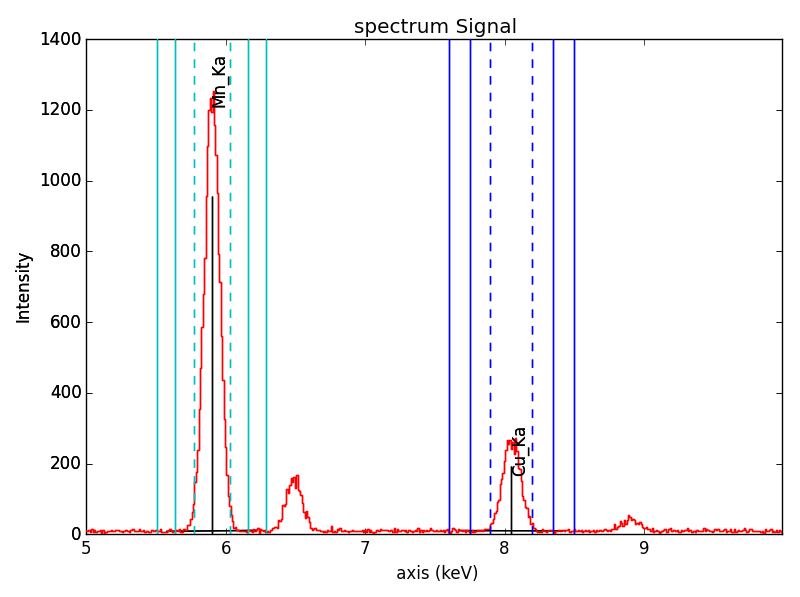 spectrum Signal
1400
1200
1000
800
600
400
200
0
Intensity
Mn_Ka
Cu_Ka
5 6 7 8 9
axis (keV)